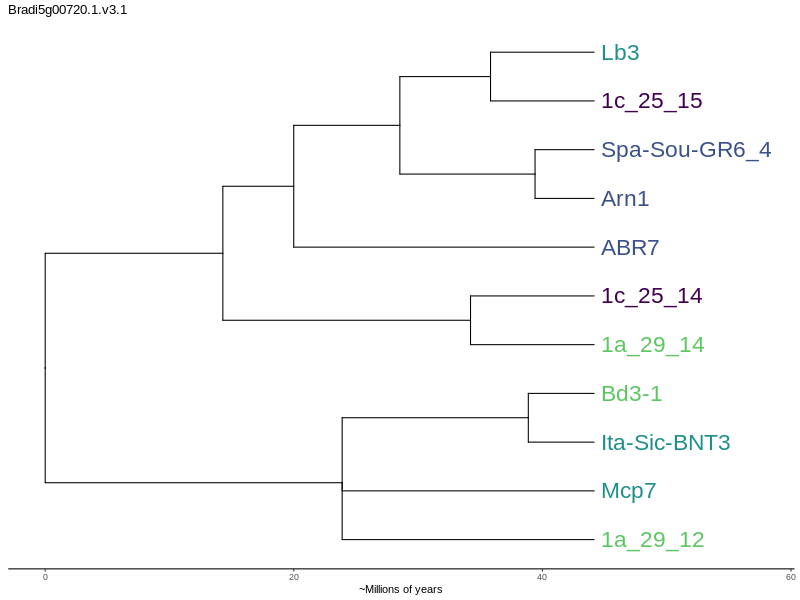 Bradi5g00720.1.v3.1
Lb3
1c_25_15
Spa-Sou-GR6_4
Arn1
ABR7
1c_25_14
1a_29_14
Bd3-1
Ita-Sic-BNT3
Mcp7
1a_29_12
0 20 40 60
~Millions of years